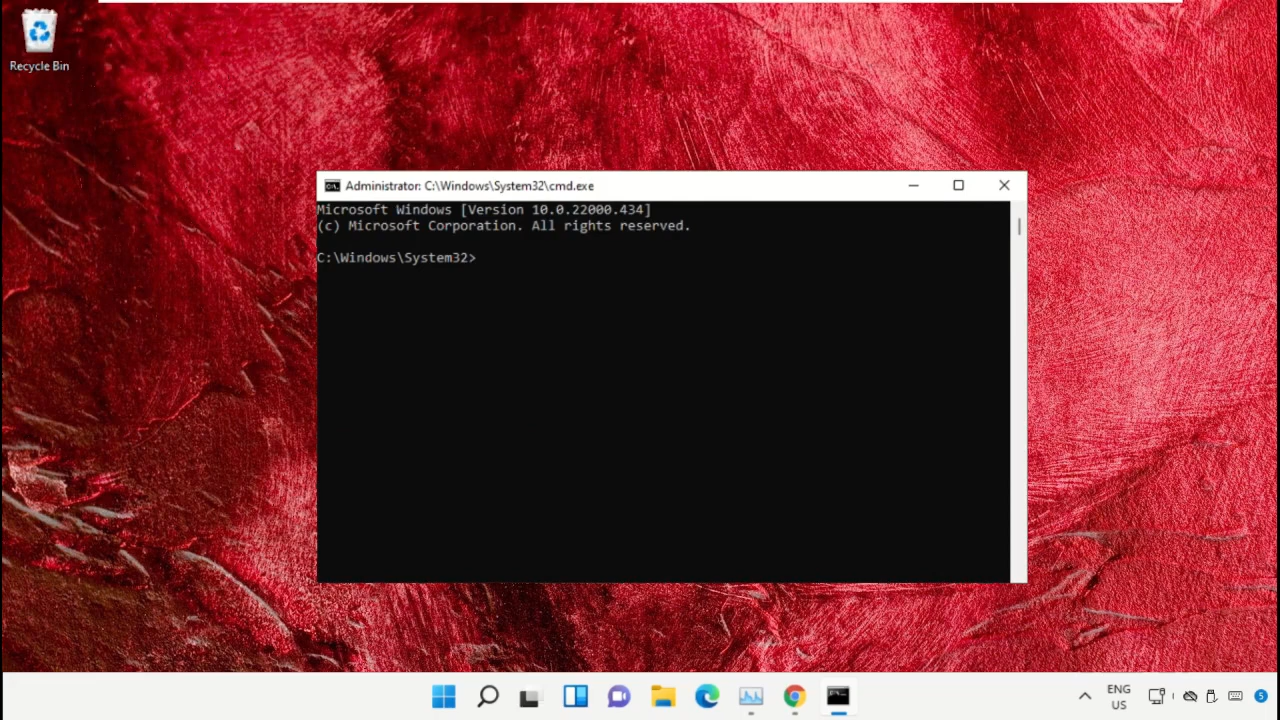 Recycle Bin
Administrator: C:\Windows\System32\cmd.exe
Microsoft Windows [Version 10.0.22000.434]
(c) Microsoft Corporation. All rights reserved.
C:\Windows\System32>
ENG
US
5